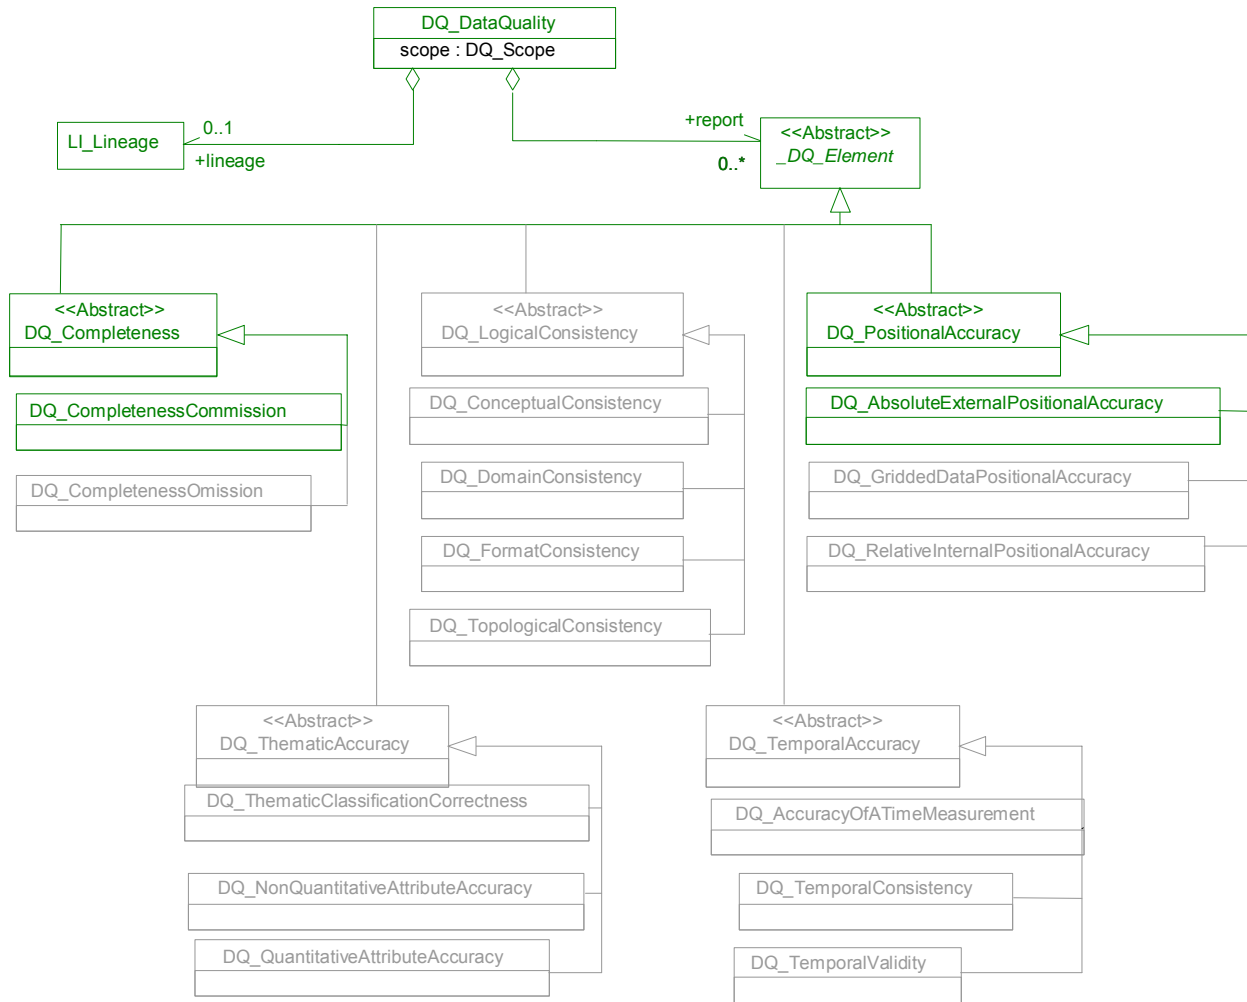 DQ_DataQuality
scope : DQ_Scope
LI_Lineage
0..1
+lineage
+report
0..*
<<Abstract>>
_DQ_Element
<<Abstract>>
DQ_Completeness
DQ_CompletenessCommission
DQ_CompletenessOmission
<<Abstract>>
DQ_LogicalConsistency
DQ_ConceptualConsistency
DQ_DomainConsistency
DQ_FormatConsistency
DQ_TopologicalConsistency
<<Abstract>>
DQ_PositionalAccuracy
DQ_AbsoluteExternalPositionalAccuracy
DQ_GriddedDataPositionalAccuracy
DQ_RelativeInternalPositionalAccuracy
<<Abstract>>
DQ_ThematicAccuracy
DQ_ThematicClassificationCorrectness
DQ_NonQuantitativeAttributeAccuracy
DQ_QuantitativeAttributeAccuracy
<<Abstract>>
DQ_TemporalAccuracy
DQ_AccuracyOfATimeMeasurement
DQ_TemporalConsistency
DQ_TemporalValidity